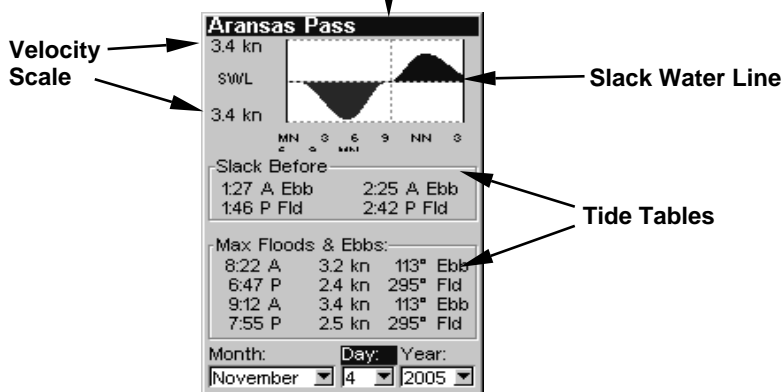 Aransas Pass
Velocity Scale
3.4 kn
SWL
3.4 kn
Slack Water Line
MN 3 6 9 NN 3
Slack Before
1:27 A Ebb 2:25 A Ebb
1:46 P Fld 2:42 P Fld
Tide Tables
Max Floods & Ebbs:
8:22 A 3.2 kn 113° Ebb
6:47 P 2.4 kn 295° Fld
9:12 A 3.4 kn 113° Ebb
7:55 P 2.5 kn 295° Fld
Month: Day: Year:
November 4 2005